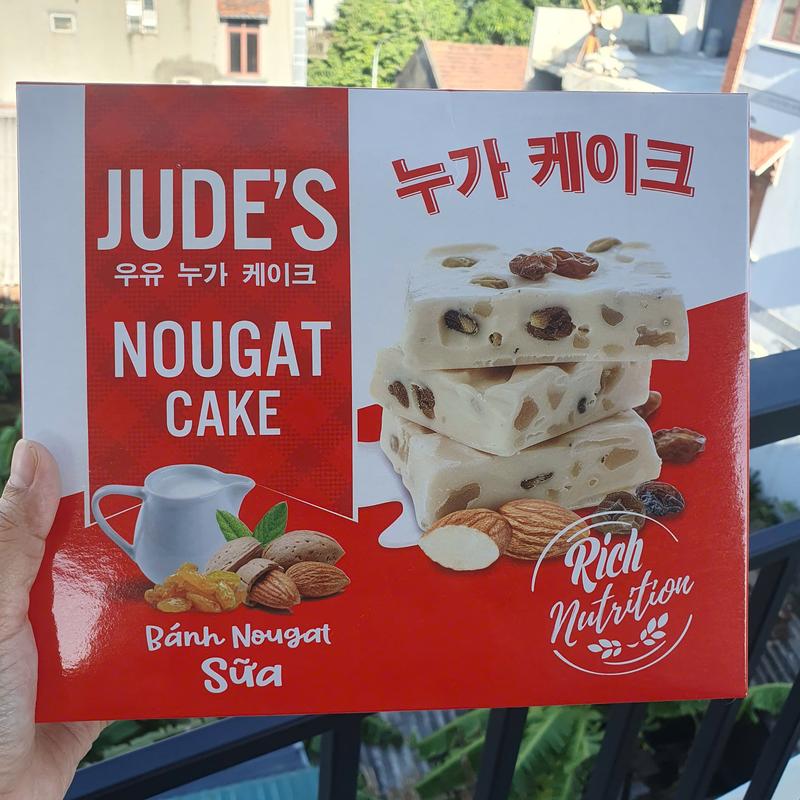 JUDE'S
우유 누가 케이크
NOUGAT
CAKE
Bánh Nougat
Sữa
누가 케이크
Rich
Nutrition